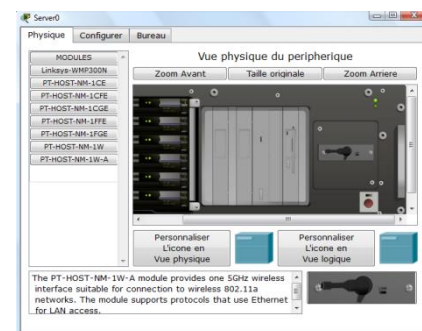 Server0
Physique Configurer Bureau
MODULES
Linksys-WMP300N
PT-HOST-NM-1CE
PT-HOST-NM-1CFE
PT-HOST-NM-1CGE
PT-HOST-NM-1FFE
PT-HOST-NM-1FGE
PT-HOST-NM-1W
PT-HOST-NM-1W-A
Vue physique du peripherique
Zoom Avant Taille originale Zoom Arriere
Personnaliser
L'icone en
Vue physique
Personnaliser
L'icone en
Vue logique
The PT-HOST-NM-1W-A module provides one 5GHz wireless
interface suitable for connection to wireless 802.11a
networks. The module supports protocols that use Ethernet
for LAN access.